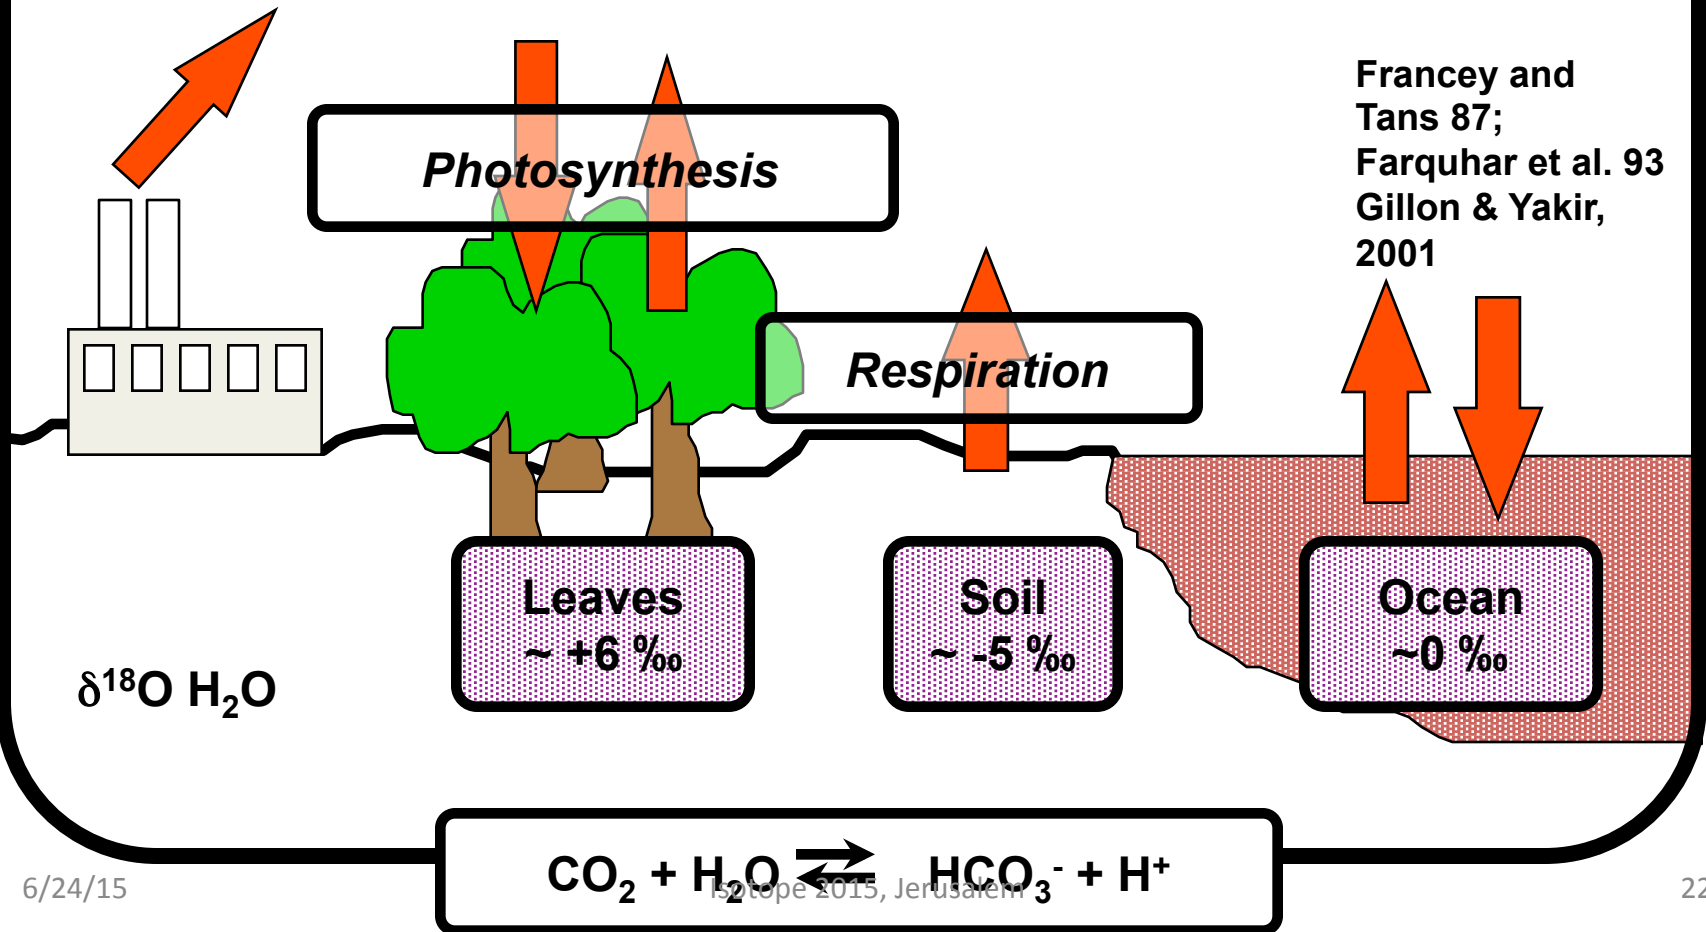 Francey and
Tans 87;
Farquhar et al. 93
Gillon & Yakir,
2001
Photosynthesis
Respiration
Leaves
~ +6 ‰
Soil
~ -5 ‰
Ocean
~0 ‰
δ¹⁸O H₂O
CO₂ + H₂O ⇌ HCO₃⁻ + H⁺
6/24/15
Isotope 2015, Jerusalem
22